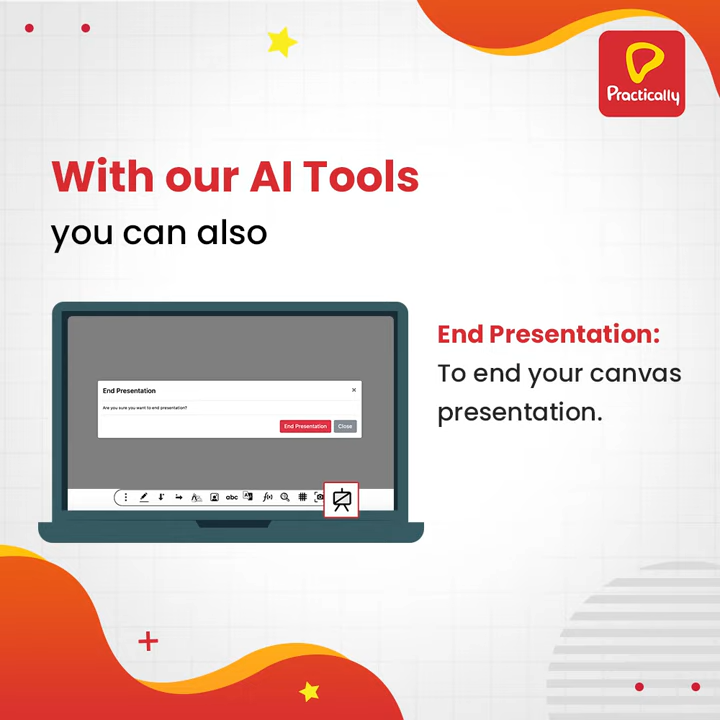 Practically
With our AI Tools
you can also
End Presentation:
To end your canvas
presentation.
End Presentation ×
Are you sure you want to end presentation?
End Presentation Close
abc f(x)